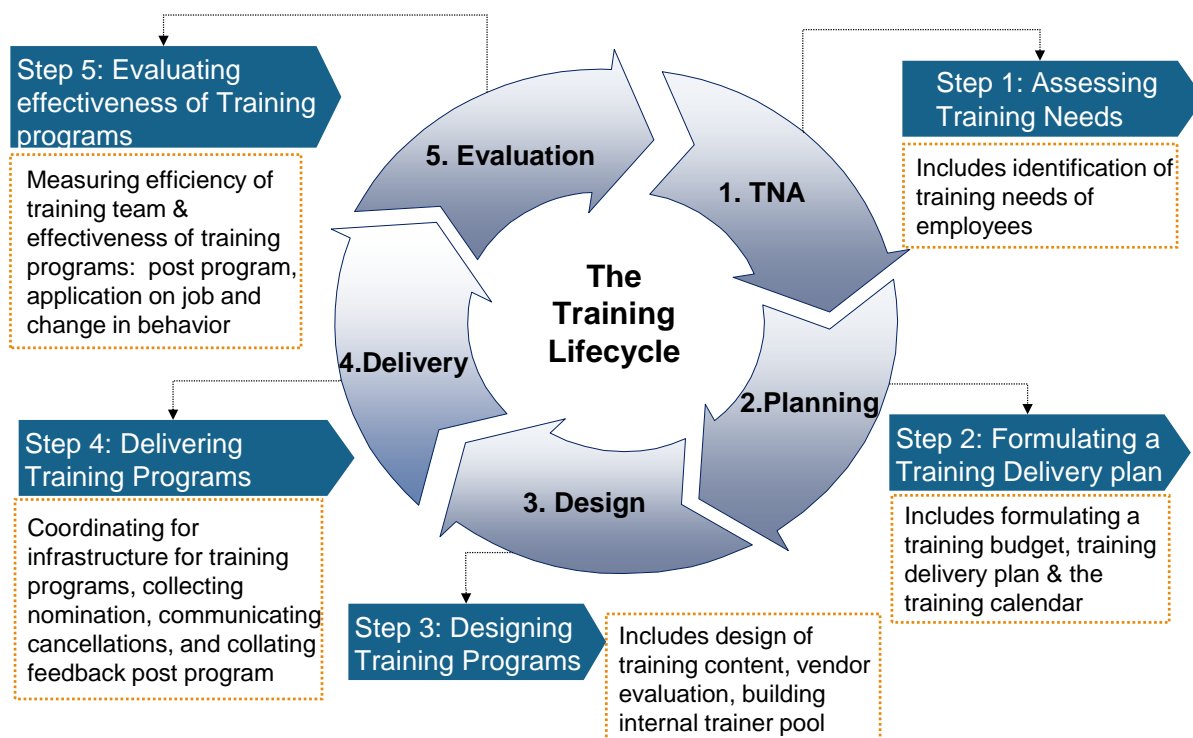 Step 5: Evaluating
effectiveness of Training
programs
Measuring efficiency of
training team &
effectiveness of training
programs: post program,
application on job and
change in behavior
5. Evaluation
1. TNA
Step 1: Assessing
Training Needs
Includes identification of
training needs of
employees
The
Training
Lifecycle
4.Delivery
2.Planning
3. Design
Step 4: Delivering
Training Programs
Coordinating for
infrastructure for training
programs, collecting
nomination, communicating
cancellations, and collating
feedback post program
Step 2: Formulating a
Training Delivery plan
Includes formulating a
training budget, training
delivery plan & the
training calendar
Step 3: Designing
Training Programs
Includes design of
training content, vendor
evaluation, building
internal trainer pool